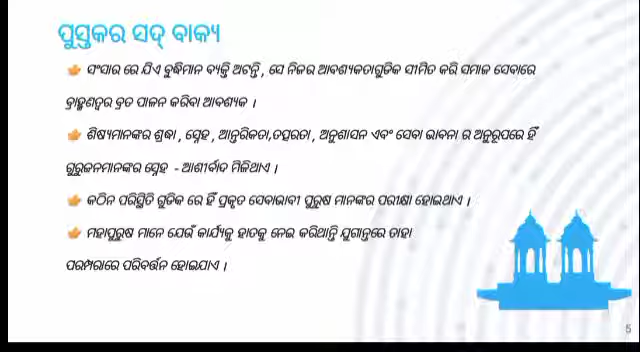 ପୁସ୍ତକର ସଦ୍ ବାକ୍ୟ
ସଂସାର ରେ ଯିଏ ବୁଦ୍ଧିମାନ ବ୍ୟକ୍ତି ଅଟନ୍ତି , ସେ ନିଜର ଆବଶ୍ୟକତାଗୁଡିକ ସୀମିତ କରି ସମାଜ ସେବାରେ
ବ୍ରାହ୍ମଣତ୍ୱର ବ୍ରତ ପାଳନ କରିବା ଆବଶ୍ୟକ ।
ଶିଷ୍ୟମାନଙ୍କର ଶ୍ରଦ୍ଧା , ସ୍ନେହ , ଆନ୍ତରିକତା,ତତ୍ପରତା , ଅନୁଶାସନ ଏବଂ ସେବା ଭାବନା ର ଅନୁରୂପରେ ହିଁ
ଗୁରୁଜନମାନଙ୍କର ସ୍ନେହ - ଆଶୀର୍ବାଦ ମିଳିଥାଏ ।
କଠିନ ପରିସ୍ଥିତି ଗୁଡିକ ରେ ହିଁ ପ୍ରକୃତ ସେବାଭାବୀ ପୁରୁଷ ମାନଙ୍କର ପରୀକ୍ଷା ହୋଇଥାଏ ।
ମହାପୁରୁଷ ମାନେ ଯେଉଁ କାର୍ଯ୍ୟକୁ ହାତକୁ ନେଇ କରିଥାନ୍ତି ଯୁଗାନ୍ତରେ ତାହା
ପରମ୍ପରାରେ ପରିବର୍ତ୍ତନ ହୋଇଯାଏ ।
5